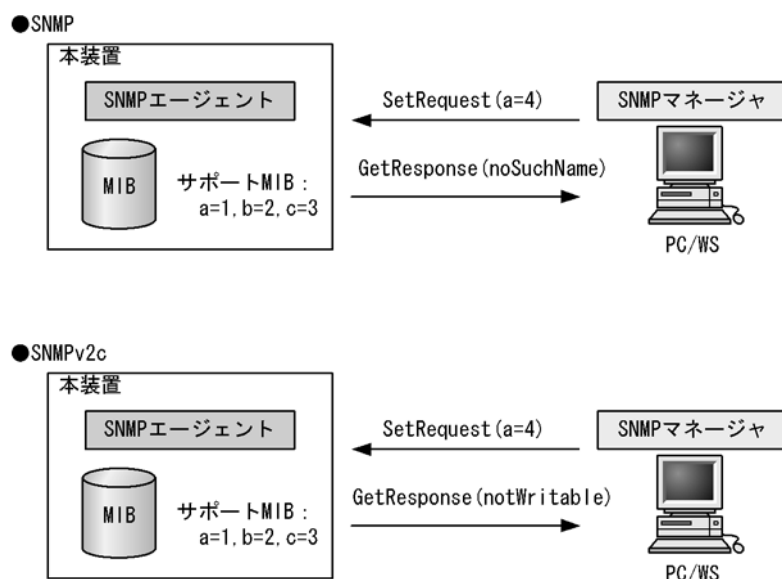 ●SNMP
本装置
SNMPエージェント
SetRequest(a=4)
SNMPマネージャ
MIB
サポートMIB：
a=1,b=2,c=3
GetResponse(noSuchName)
PC/WS
●SNMPv2c
本装置
SNMPエージェント
SetRequest(a=4)
SNMPマネージャ
MIB
サポートMIB：
a=1,b=2,c=3
GetResponse(notWritable)
PC/WS